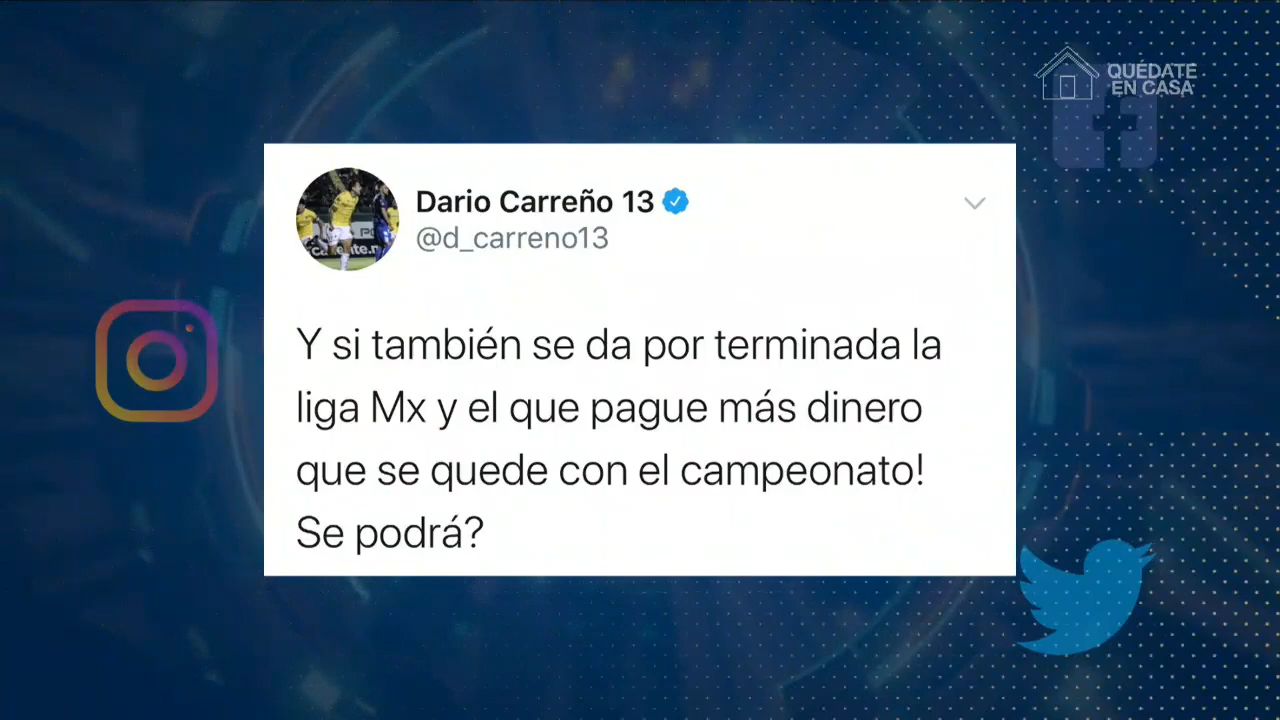 QUÉDATE
EN CASA
Dario Carreño 13
@d_carreno13
Y si también se da por terminada la
liga Mx y el que pague más dinero
que se quede con el campeonato!
Se podrá?